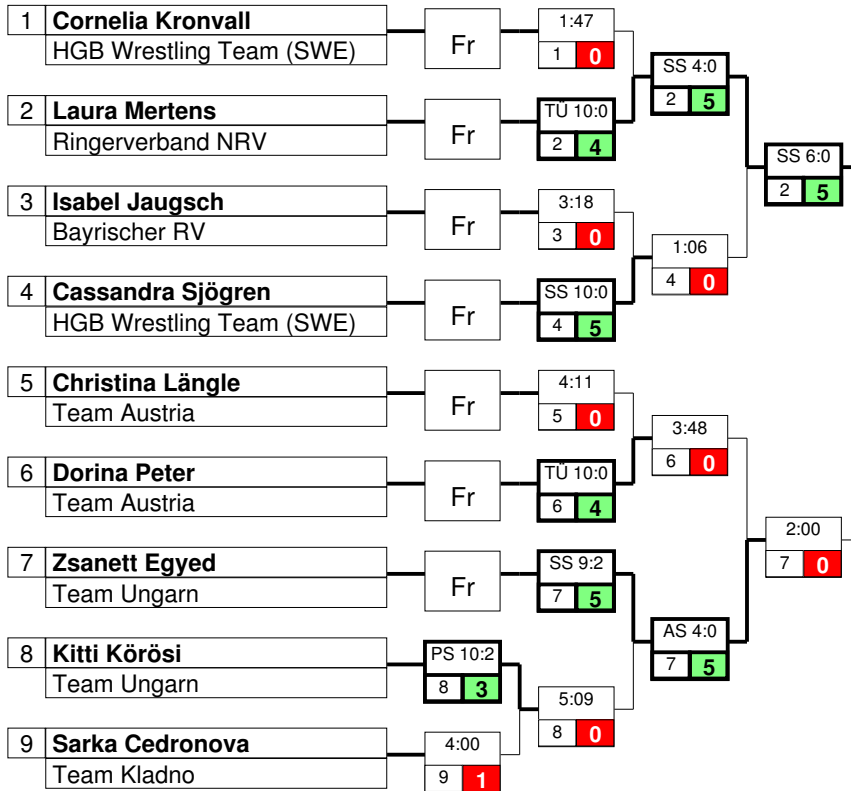 1 Cornelia Kronvall
HGB Wrestling Team (SWE)
Fr
1:47
1 0
SS 4:0
2 5
2 Laura Mertens
Ringerverband NRV
Fr
TÜ 10:0
2 4
SS 6:0
2 5
3 Isabel Jaugsch
Bayrischer RV
Fr
3:18
3 0
1:06
4 0
4 Cassandra Sjögren
HGB Wrestling Team (SWE)
Fr
SS 10:0
4 5
5 Christina Längle
Team Austria
Fr
4:11
5 0
3:48
6 0
6 Dorina Peter
Team Austria
Fr
TÜ 10:0
6 4
2:00
7 0
7 Zsanett Egyed
Team Ungarn
Fr
SS 9:2
7 5
AS 4:0
7 5
8 Kitti Körösi
Team Ungarn
PS 10:2
8 3
5:09
8 0
9 Sarka Cedronova
Team Kladno
4:00
9 1